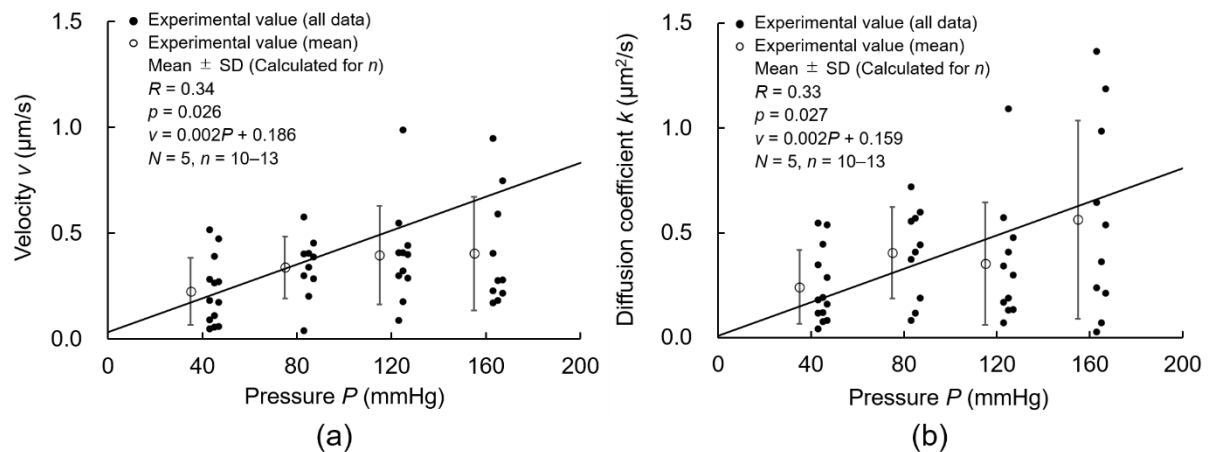 Velocity v (µm/s)
1.5
1.0
0.5
0.0
Experimental value (all data)
Experimental value (mean)
Mean ± SD (Calculated for n)
R = 0.34
p = 0.026
v = 0.002P + 0.186
N = 5, n = 10–13
0 40 80 120 160 200
Pressure P (mmHg)
(a)
Diffusion coefficient k (µm²/s)
1.5
1.0
0.5
0.0
Experimental value (all data)
Experimental value (mean)
Mean ± SD (Calculated for n)
R = 0.33
p = 0.027
v = 0.002P + 0.159
N = 5, n = 10–13
0 40 80 120 160 200
Pressure P (mmHg)
(b)